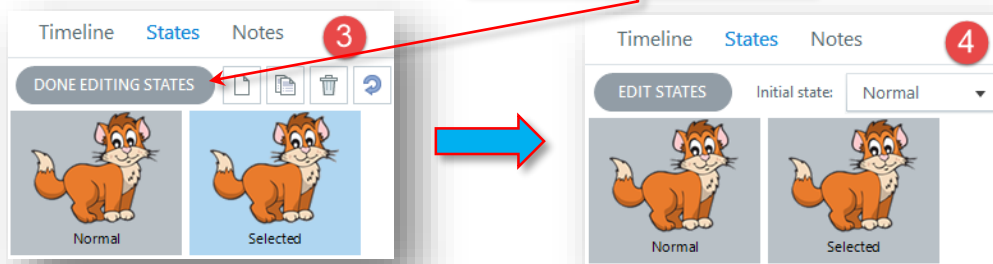 Timeline States Notes 3
DONE EDITING STATES
Normal Selected
Timeline States Notes 4
EDIT STATES Initial state: Normal
Normal Selected